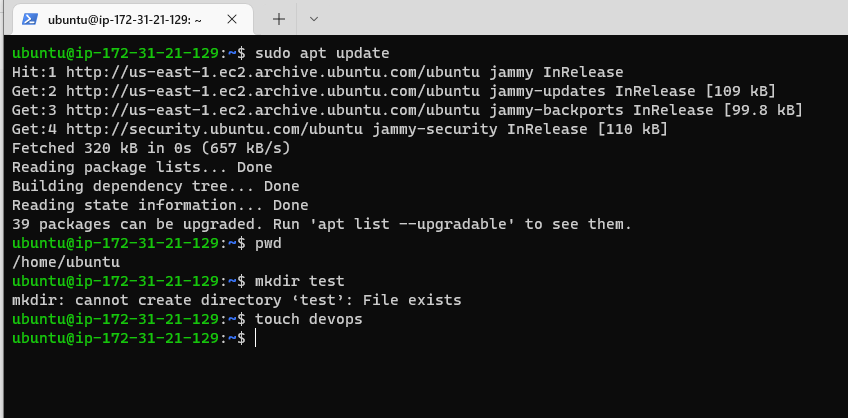 ubuntu@ip-172-31-21-129: ~
ubuntu@ip-172-31-21-129:~$ sudo apt update
Hit:1 http://us-east-1.ec2.archive.ubuntu.com/ubuntu jammy InRelease
Get:2 http://us-east-1.ec2.archive.ubuntu.com/ubuntu jammy-updates InRelease [109 kB]
Get:3 http://us-east-1.ec2.archive.ubuntu.com/ubuntu jammy-backports InRelease [99.8 kB]
Get:4 http://security.ubuntu.com/ubuntu jammy-security InRelease [110 kB]
Fetched 320 kB in 0s (657 kB/s)
Reading package lists... Done
Building dependency tree... Done
Reading state information... Done
39 packages can be upgraded. Run 'apt list --upgradable' to see them.
ubuntu@ip-172-31-21-129:~$ pwd
/home/ubuntu
ubuntu@ip-172-31-21-129:~$ mkdir test
mkdir: cannot create directory ‘test’: File exists
ubuntu@ip-172-31-21-129:~$ touch devops
ubuntu@ip-172-31-21-129:~$